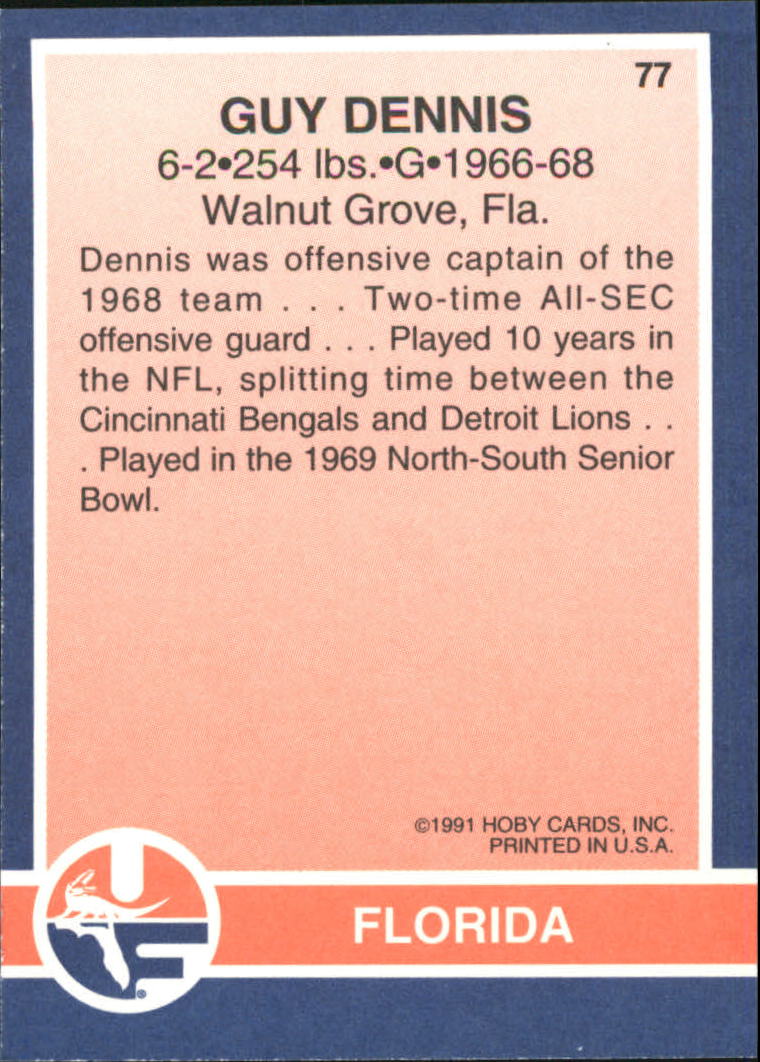 77
GUY DENNIS
6-2•254 lbs.•G•1966-68
Walnut Grove, Fla.
Dennis was offensive captain of the
1968 team . . . Two-time All-SEC
offensive guard . . . Played 10 years in
the NFL, splitting time between the
Cincinnati Bengals and Detroit Lions . .
. Played in the 1969 North-South Senior
Bowl.
©1991 HOBY CARDS, INC.
PRINTED IN U.S.A.
UF®
FLORIDA